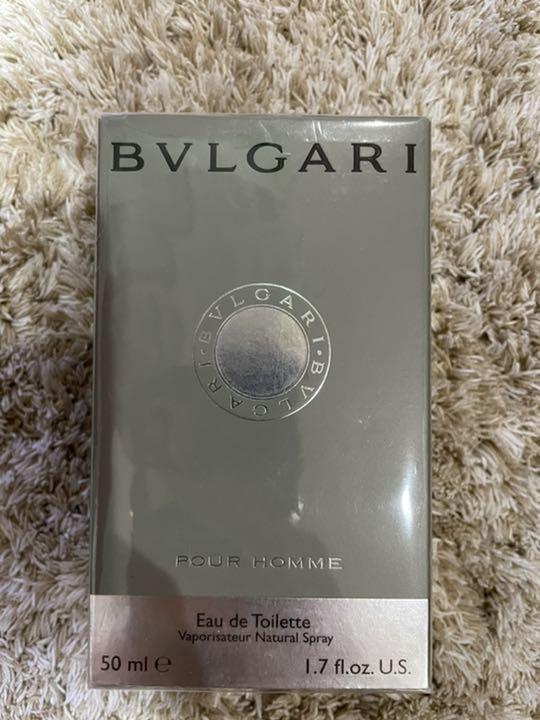 BVLGARI
BVLGARI · BVLGARI ·
POUR HOMME
Eau de Toilette
Vaporisateur Natural Spray
50 ml ℮ 1.7 fl.oz. U.S.